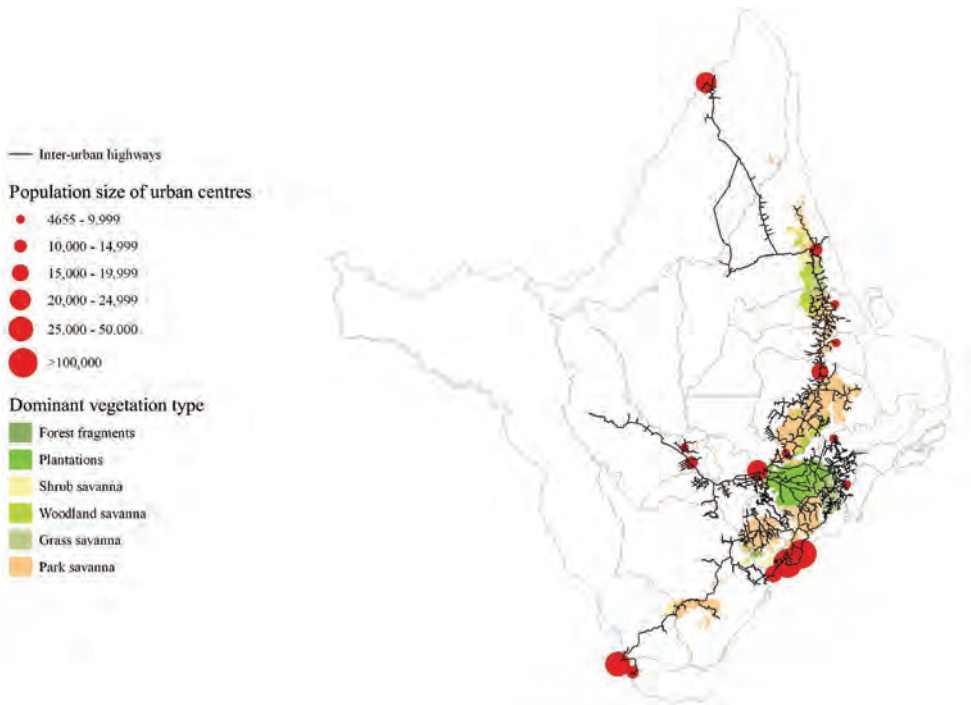 Inter-urban highways
Population size of urban centres
4655 - 9,999
10,000 - 14,999
15,000 - 19,999
20,000 - 24,999
25,000 - 50.000
>100,000
Dominant vegetation type
Forest fragments
Plantations
Shrub savanna
Woodland savanna
Grass savanna
Park savanna